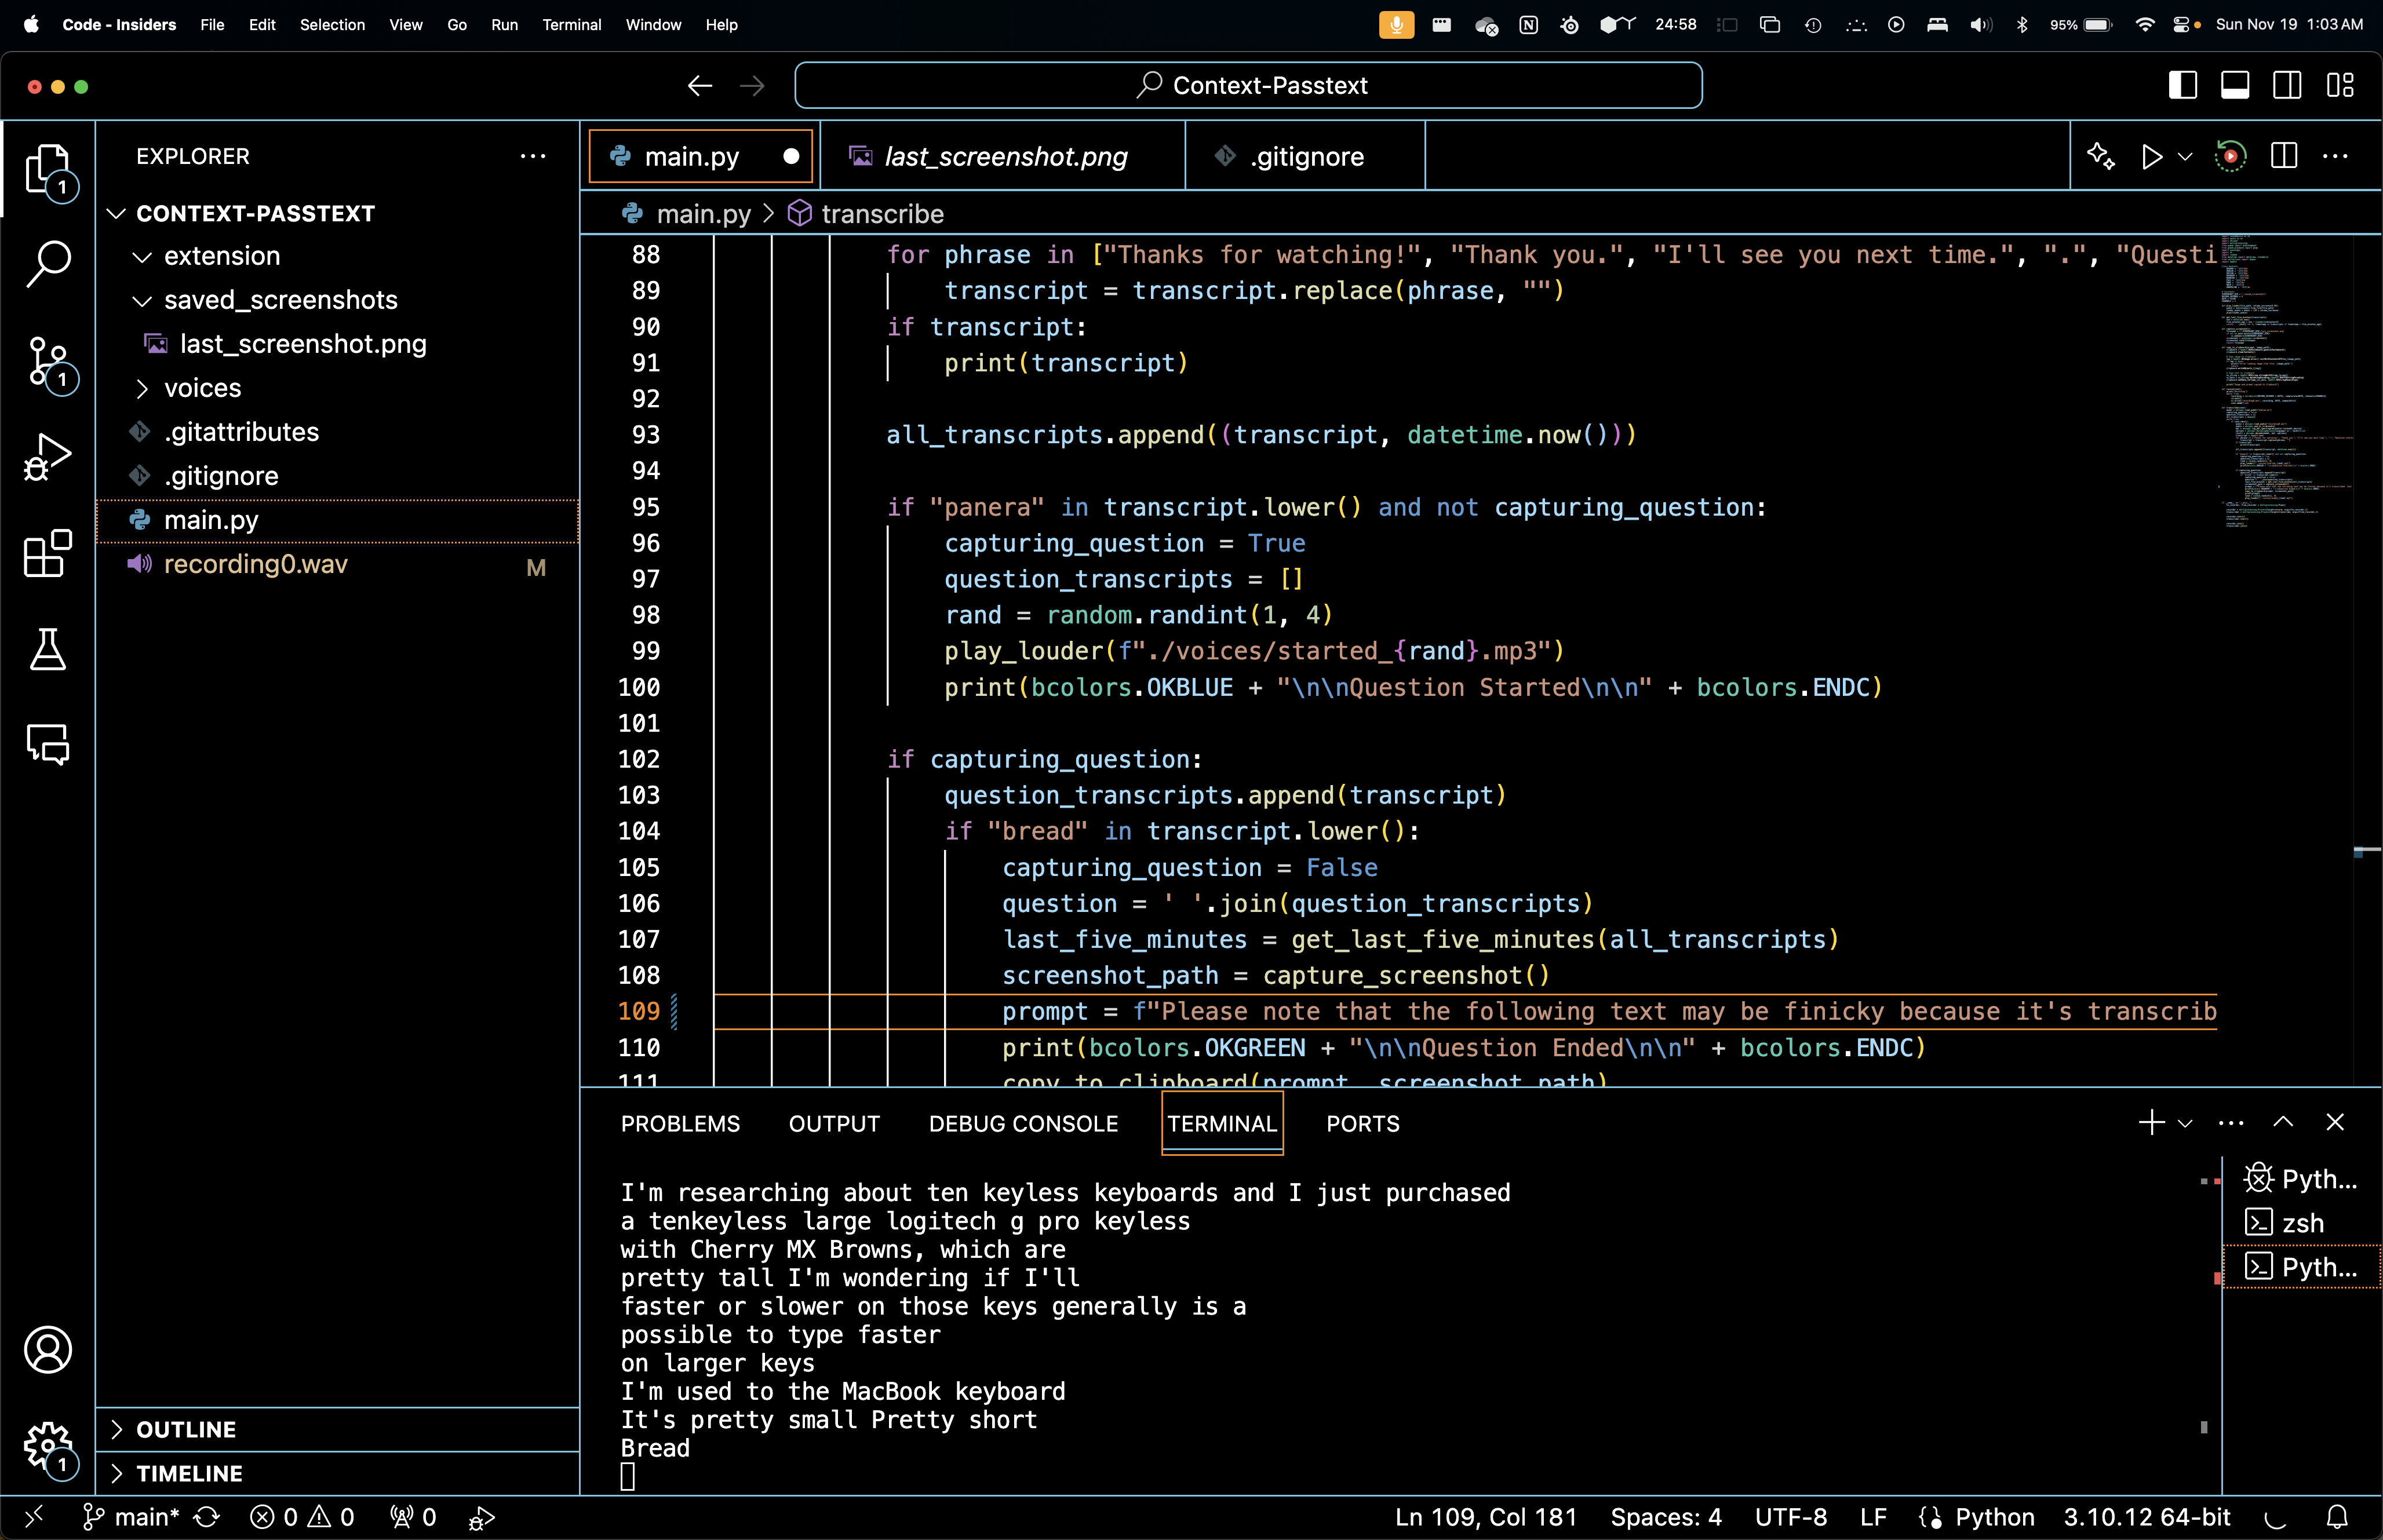 Code - Insiders File Edit Selection View Go Run Terminal Window Help 24:58 95% Sun Nov 19 1:03 AM
Context-Passtext
EXPLORER
1
CONTEXT-PASSTEXT
extension
saved_screenshots
last_screenshot.png
1
voices
.gitattributes
.gitignore
main.py
recording0.wav M
OUTLINE
1
TIMELINE
main.py last_screenshot.png .gitignore
main.py > transcribe
88 for phrase in ["Thanks for watching!", "Thank you.", "I'll see you next time.", ".", "Questi
89 transcript = transcript.replace(phrase, "")
90 if transcript:
91 print(transcript)
92
93 all_transcripts.append((transcript, datetime.now()))
94
95 if "panera" in transcript.lower() and not capturing_question:
96 capturing_question = True
97 question_transcripts = []
98 rand = random.randint(1, 4)
99 play_louder(f"./voices/started_{rand}.mp3")
100 print(bcolors.OKBLUE + "\n\nQuestion Started\n\n" + bcolors.ENDC)
101
102 if capturing_question:
103 question_transcripts.append(transcript)
104 if "bread" in transcript.lower():
105 capturing_question = False
106 question = ' '.join(question_transcripts)
107 last_five_minutes = get_last_five_minutes(all_transcripts)
108 screenshot_path = capture_screenshot()
109 prompt = f"Please note that the following text may be finicky because it's transcrib
110 print(bcolors.OKGREEN + "\n\nQuestion Ended\n\n" + bcolors.ENDC)
111 copy_to_clipboard(prompt, screenshot_path)
PROBLEMS OUTPUT DEBUG CONSOLE TERMINAL PORTS
I'm researching about ten keyless keyboards and I just purchased
a tenkeyless large logitech g pro keyless
with Cherry MX Browns, which are
pretty tall I'm wondering if I'll
faster or slower on those keys generally is a
possible to type faster
on larger keys
I'm used to the MacBook keyboard
It's pretty small Pretty short
Bread
Pyth...
zsh
Pyth...
main* 0 0 0 Ln 109, Col 181 Spaces: 4 UTF-8 LF Python 3.10.12 64-bit